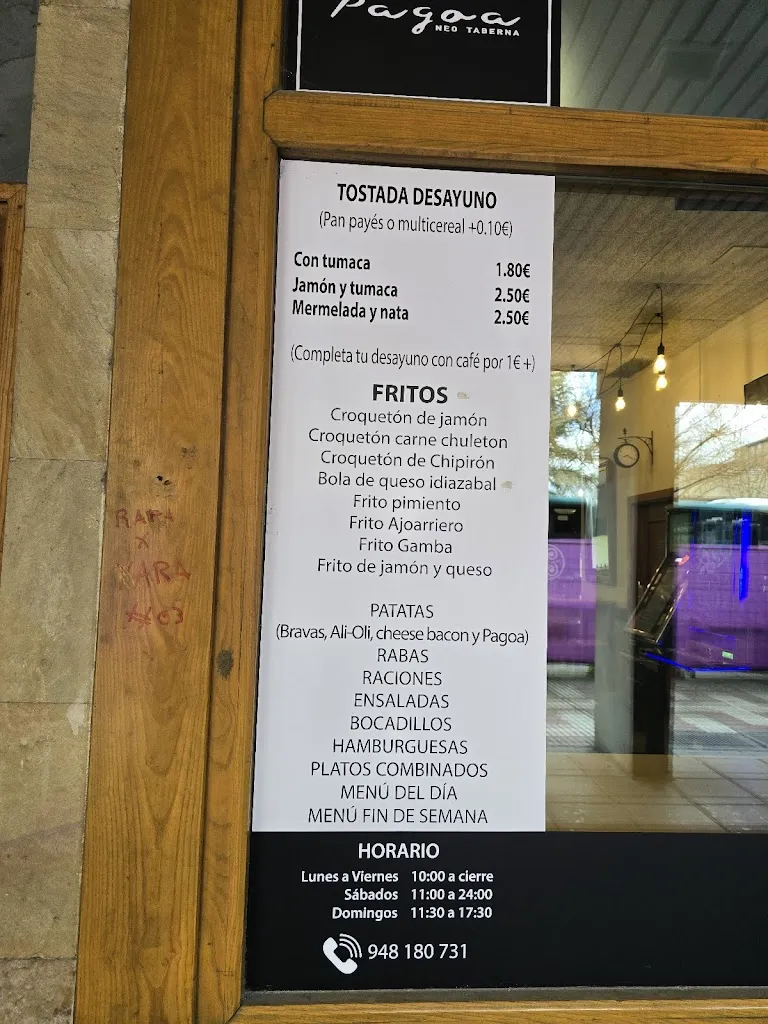 Pagoa
NEO TABERNA
TOSTADA DESAYUNO
(Pan payés o multicereal +0.10€)
Con tumaca 1.80€
Jamón y tumaca 2.50€
Mermelada y nata 2.50€
(Completa tu desayuno con café por 1€ +)
FRITOS
Croquetón de jamón
Croquetón carne chuleton
Croquetón de Chipirón
Bola de queso idiazabal
Frito pimiento
Frito Ajoarriero
Frito Gamba
Frito de jamón y queso
PATATAS
(Bravas, Ali-Oli, cheese bacon y Pagoa)
RABAS
RACIONES
ENSALADAS
BOCADILLOS
HAMBURGUESAS
PLATOS COMBINADOS
MENÚ DEL DÍA
MENÚ FIN DE SEMANA
HORARIO
Lunes a Viernes 10:00 a cierre
Sábados 11:00 a 24:00
Domingos 11:30 a 17:30
948 180 731
X